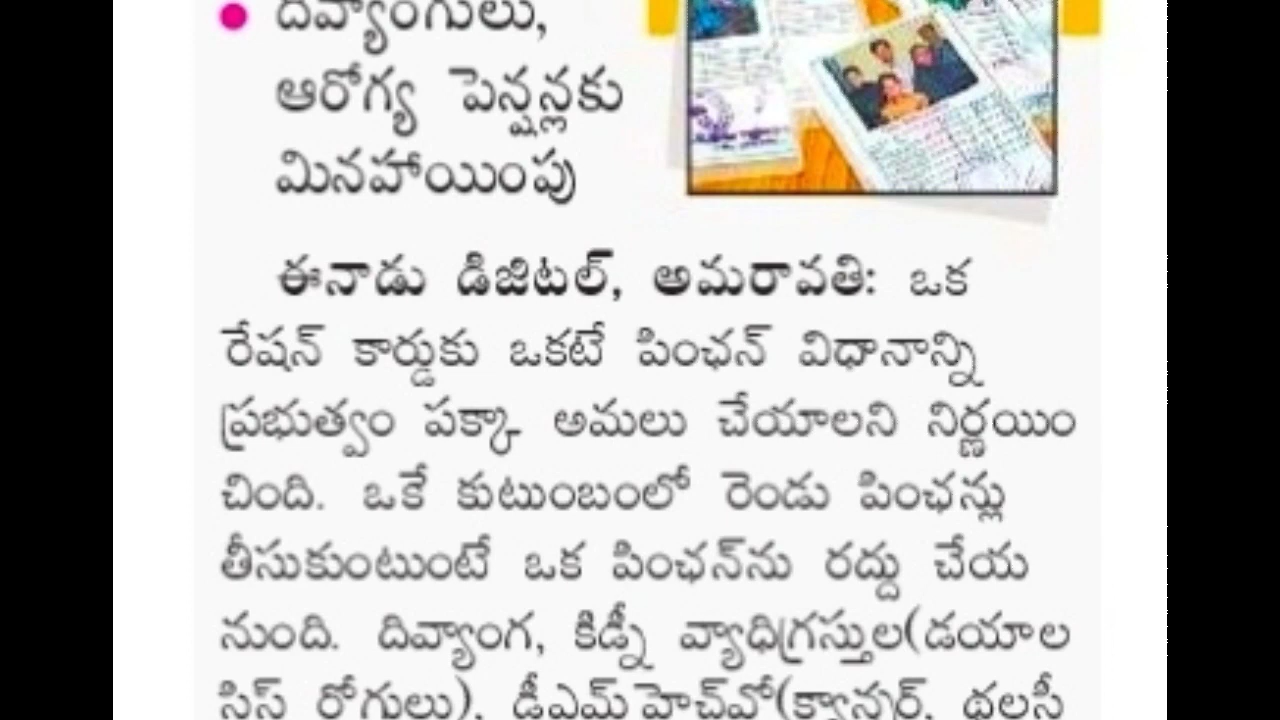 దివ్యాంగులు,
ఆరోగ్య పెన్షన్లకు
మినహాయింపు
ఈనాడు డిజిటల్, అమరావతి: ఒక
రేషన్ కార్డుకు ఒకటే పింఛన్ విధానాన్ని
ప్రభుత్వం పక్కా అమలు చేయాలని నిర్ణయిం
చింది. ఒకే కుటుంబంలో రెండు పింఛన్లు
తీసుకుంటుంటే ఒక పింఛన్‌ను రద్దు చేయ
నుంది. దివ్యాంగ, కిడ్నీ వ్యాధిగ్రస్తుల(డయాల
సిస్ రోగులు), డీఎమ్‌హెచ్‌వో(క్యాన్సర్, థలసీ